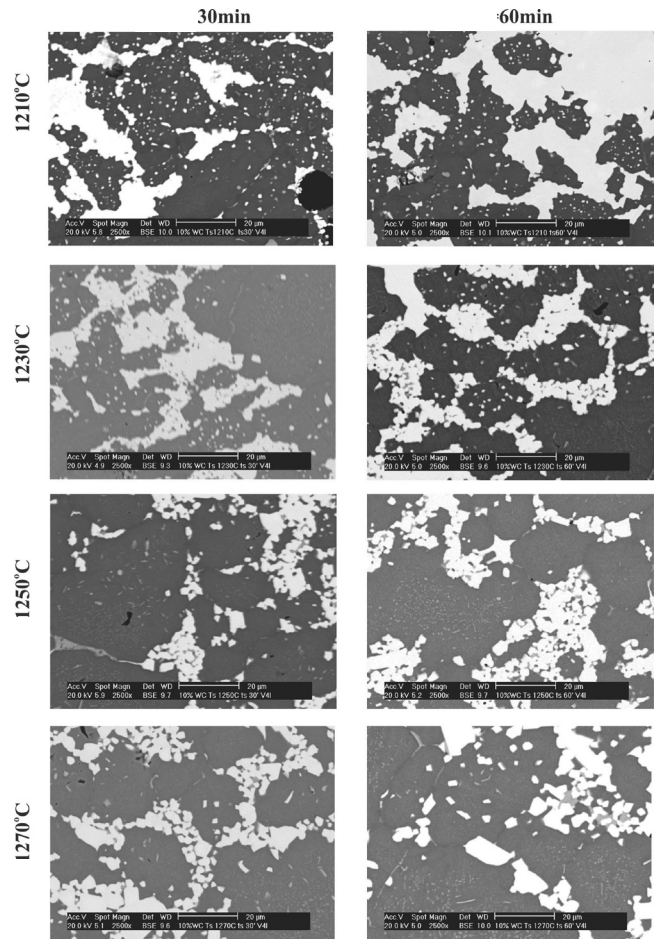 30min
:60min
1210°C
Acc.V Spot Magn Det WD 20 µm
20.0 kV 5.8 2500x BSE 10.0 10% WC Ts1210C ts30' V4I
Acc.V Spot Magn Det WD 20 µm
20.0 kV 5.0 2500x BSE 10.1 10%WC Ts1210 ts60' V4I
1230°C
Acc.V Spot Magn Det WD 20 µm
20.0 kV 4.9 2500x BSE 9.3 10% WC Ts 1230C ts 30' V4I
Acc.V Spot Magn Det WD 20 µm
20.0 kV 5.0 2500x BSE 9.6 10%WC Ts 1230C ts 60' V4I
1250°C
Acc.V Spot Magn Det WD 20 µm
20.0 kV 5.9 2500x BSE 9.7 10%WC Ts 1250C ts 30' V4I
Acc.V Spot Magn Det WD 20 µm
20.0 kV 5.2 2500x BSE 9.7 10%WC Ts 1250C ts 60' V4I
1270°C
Acc.V Spot Magn Det WD 20 µm
20.0 kV 5.1 2500x BSE 9.6 10%WC Ts 1270C ts 30' V4I
Acc.V Spot Magn Det WD 20 µm
20.0 kV 5.0 2500x BSE 10.0 10%WC Ts 1270C ts 60' V4I